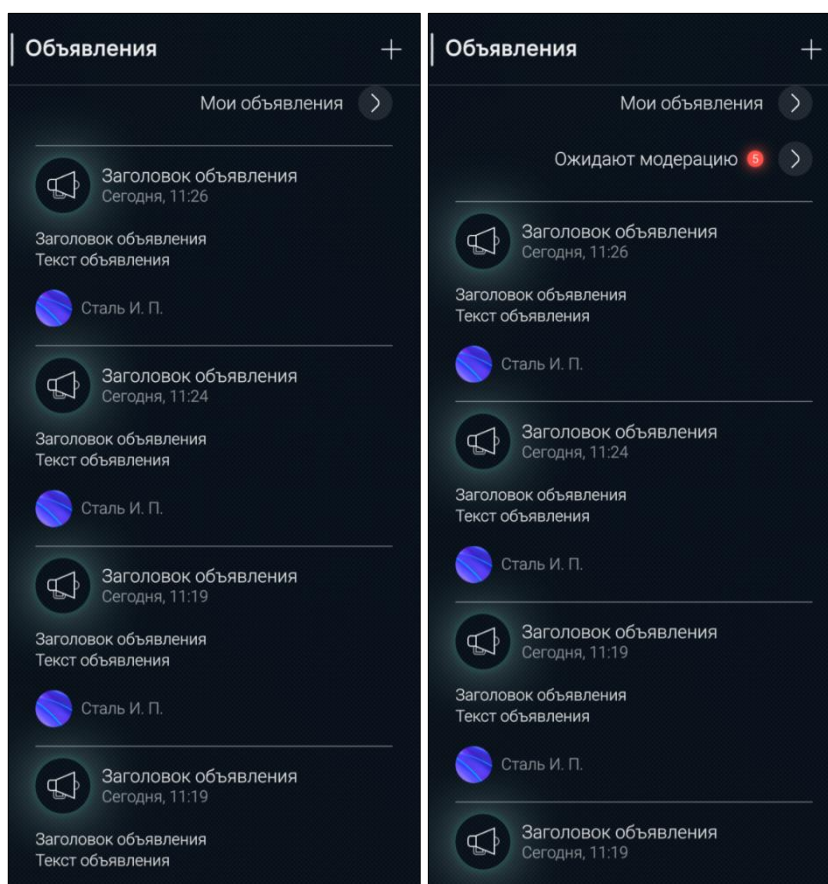 Объявления
Мои объявления
Заголовок объявления
Сегодня, 11:26
Заголовок объявления
Текст объявления
Сталь И. П.
Заголовок объявления
Сегодня, 11:24
Заголовок объявления
Текст объявления
Сталь И. П.
Заголовок объявления
Сегодня, 11:19
Заголовок объявления
Текст объявления
Сталь И. П.
Заголовок объявления
Сегодня, 11:19
Заголовок объявления
Текст объявления
Объявления
Мои объявления
Ожидают модерацию 5
Заголовок объявления
Сегодня, 11:26
Заголовок объявления
Текст объявления
Сталь И. П.
Заголовок объявления
Сегодня, 11:24
Заголовок объявления
Текст объявления
Сталь И. П.
Заголовок объявления
Сегодня, 11:19
Заголовок объявления
Текст объявления
Сталь И. П.
Заголовок объявления
Сегодня, 11:19